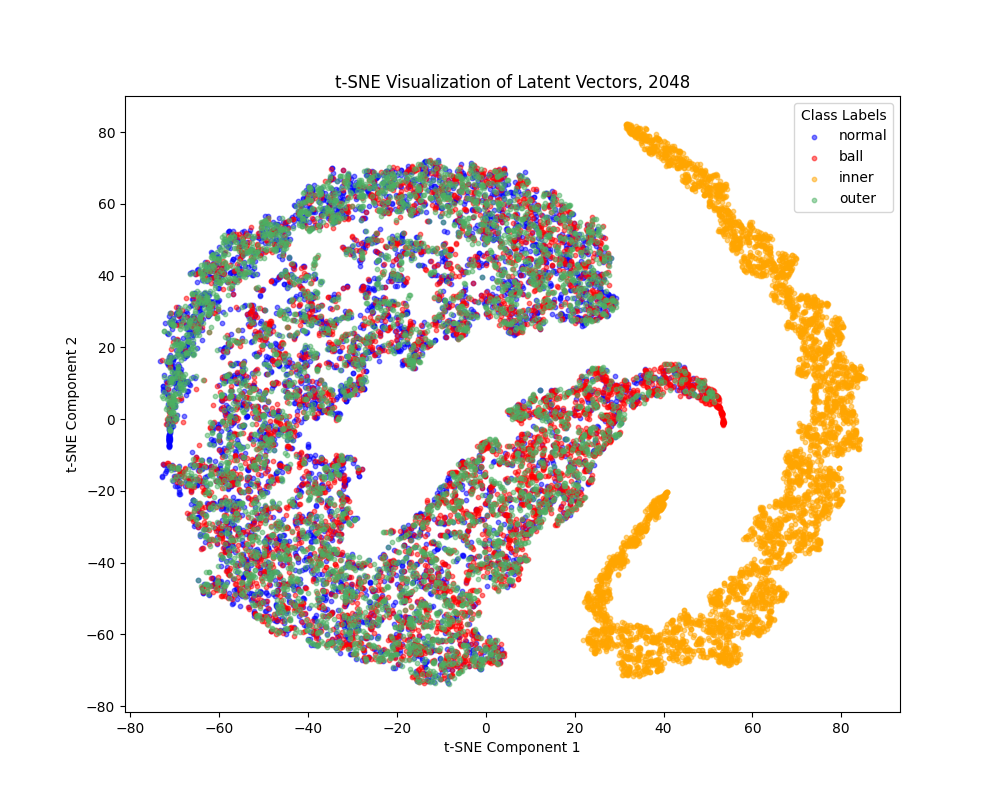 t-SNE Visualization of Latent Vectors, 2048
Class Labels
normal
ball
inner
outer
80
60
40
20
0
−20
−40
−60
−80
t-SNE Component 2
−80 −60 −40 −20 0 20 40 60 80
t-SNE Component 1